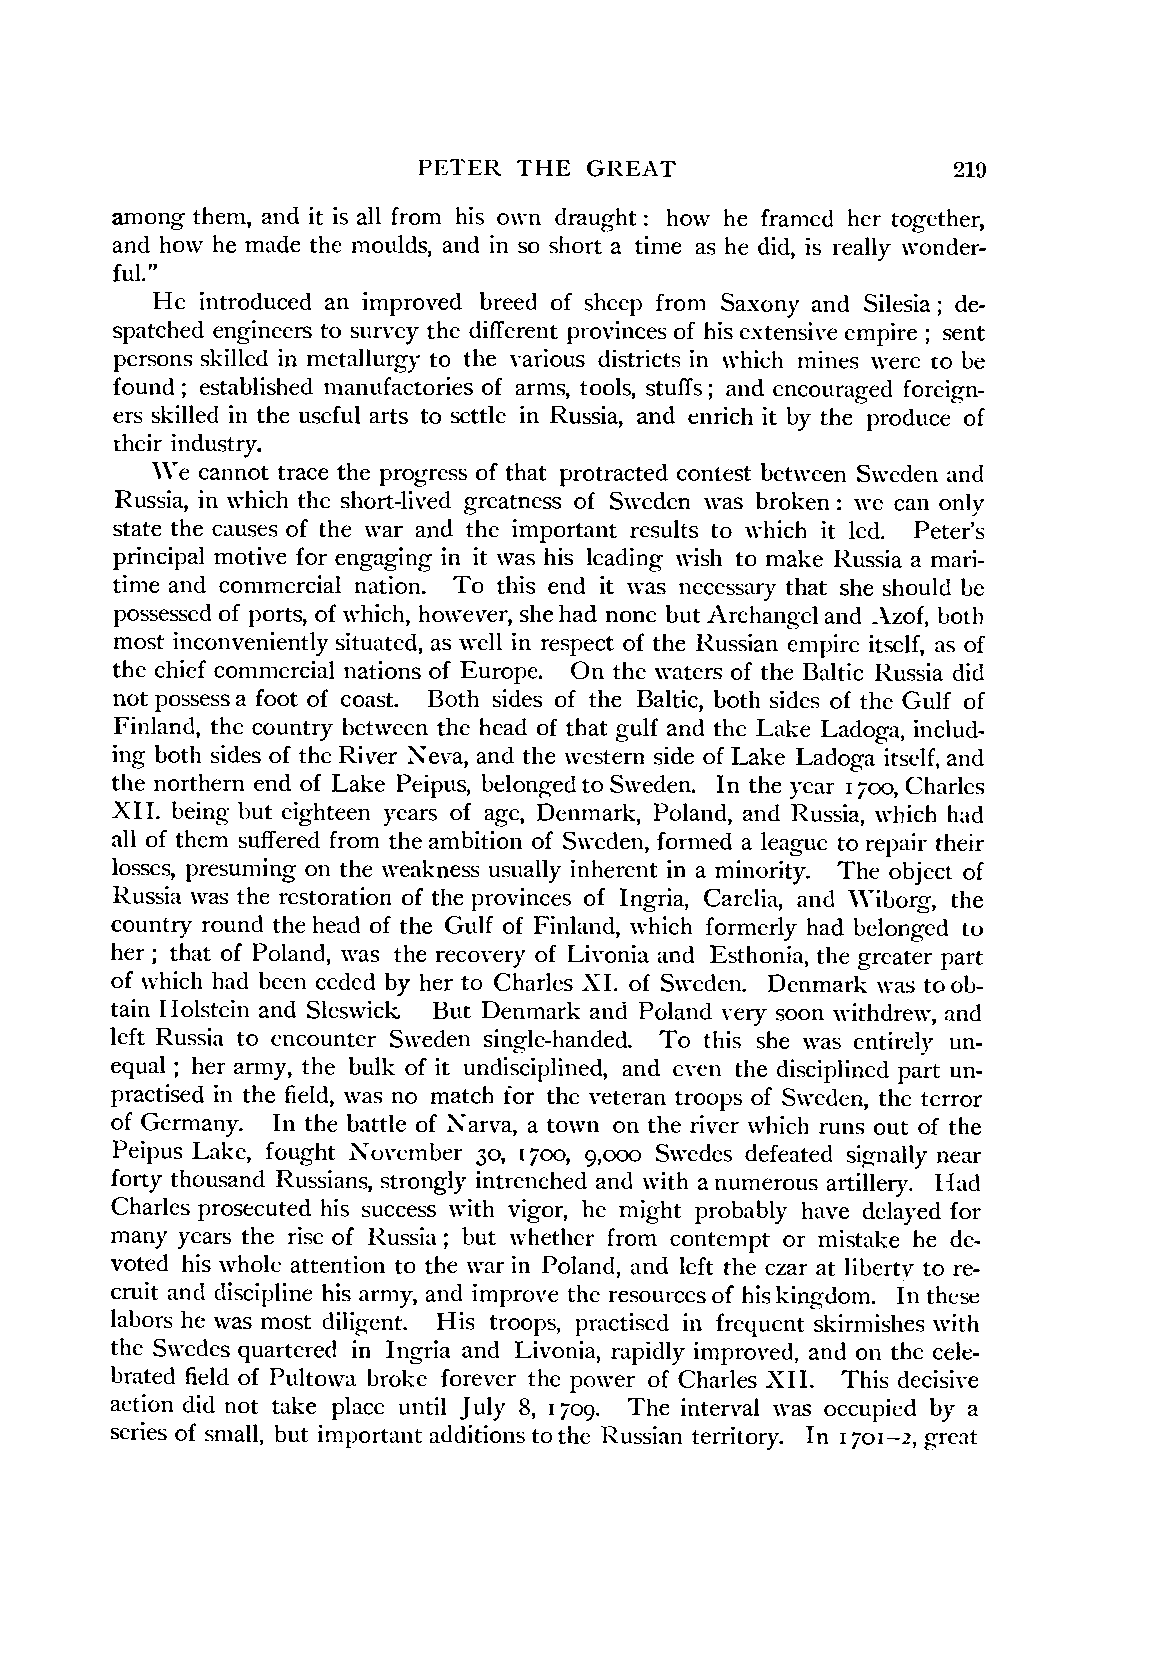 PETER THE GREAT 219
among them, and it is all from his own draught: how he framed her together,
and how he made the moulds, and in so short a time as he did, is really wonder-
ful."
He introduced an improved breed of sheep from Saxony and Silesia; de-
spatched engineers to survey the different provinces of his extensive empire; sent
persons skilled in metallurgy to the various districts in which mines were to be
found; established manufactories of arms, tools, stuffs; and encouraged foreign-
ers skilled in the useful arts to settle in Russia, and enrich it by the produce of
their industry.
We cannot trace the progress of that protracted contest between Sweden and
Russia, in which the short-lived greatness of Sweden was broken: we can only
state the causes of the war and the important results to which it led. Peter's
principal motive for engaging in it was his leading wish to make Russia a mari-
time and commercial nation. To this end it was necessary that she should be
possessed of ports, of which, however, she had none but Archangel and Azof, both
most inconveniently situated, as well in respect of the Russian empire itself, as of
the chief commercial nations of Europe. On the waters of the Baltic Russia did
not possess a foot of coast. Both sides of the Baltic, both sides of the Gulf of
Finland, the country between the head of that gulf and the Lake Ladoga, includ-
ing both sides of the River Neva, and the western side of Lake Ladoga itself, and
the northern end of Lake Peipus, belonged to Sweden. In the year 1700, Charles
XII. being but eighteen years of age, Denmark, Poland, and Russia, which had
all of them suffered from the ambition of Sweden, formed a league to repair their
losses, presuming on the weakness usually inherent in a minority. The object of
Russia was the restoration of the provinces of Ingria, Carelia, and Wiborg, the
country round the head of the Gulf of Finland, which formerly had belonged to
her; that of Poland, was the recovery of Livonia and Esthonia, the greater part
of which had been ceded by her to Charles XI. of Sweden. Denmark was to ob-
tain Holstein and Sleswick. But Denmark and Poland very soon withdrew, and
left Russia to encounter Sweden single-handed. To this she was entirely un-
equal; her army, the bulk of it undisciplined, and even the disciplined part un-
practised in the field, was no match for the veteran troops of Sweden, the terror
of Germany. In the battle of Narva, a town on the river which runs out of the
Peipus Lake, fought November 30, 1700, 9,000 Swedes defeated signally near
forty thousand Russians, strongly intrenched and with a numerous artillery. Had
Charles prosecuted his success with vigor, he might probably have delayed for
many years the rise of Russia; but whether from contempt or mistake he de-
voted his whole attention to the war in Poland, and left the czar at liberty to re-
cruit and discipline his army, and improve the resources of his kingdom. In these
labors he was most diligent. His troops, practised in frequent skirmishes with
the Swedes quartered in Ingria and Livonia, rapidly improved, and on the cele-
brated field of Pultowa broke forever the power of Charles XII. This decisive
action did not take place until July 8, 1709. The interval was occupied by a
series of small, but important additions to the Russian territory. In 1701-2, great